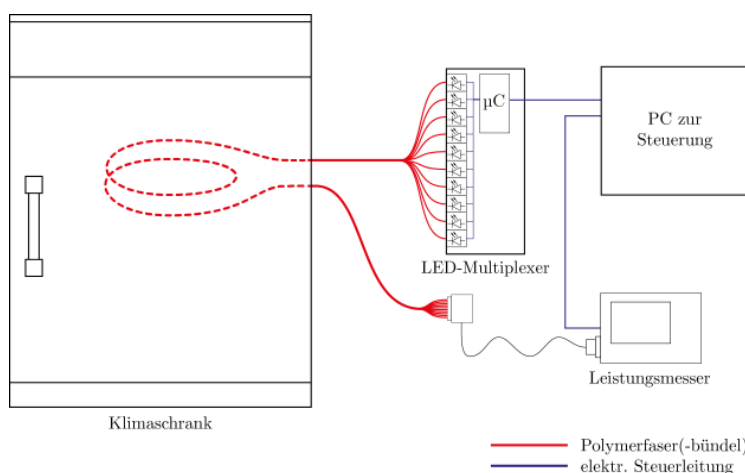 µC
PC zur
Steuerung
LED-Multiplexer
Leistungsmesser
Klimaschrank
Polymerfaser(-bündel)
elektr. Steuerleitung